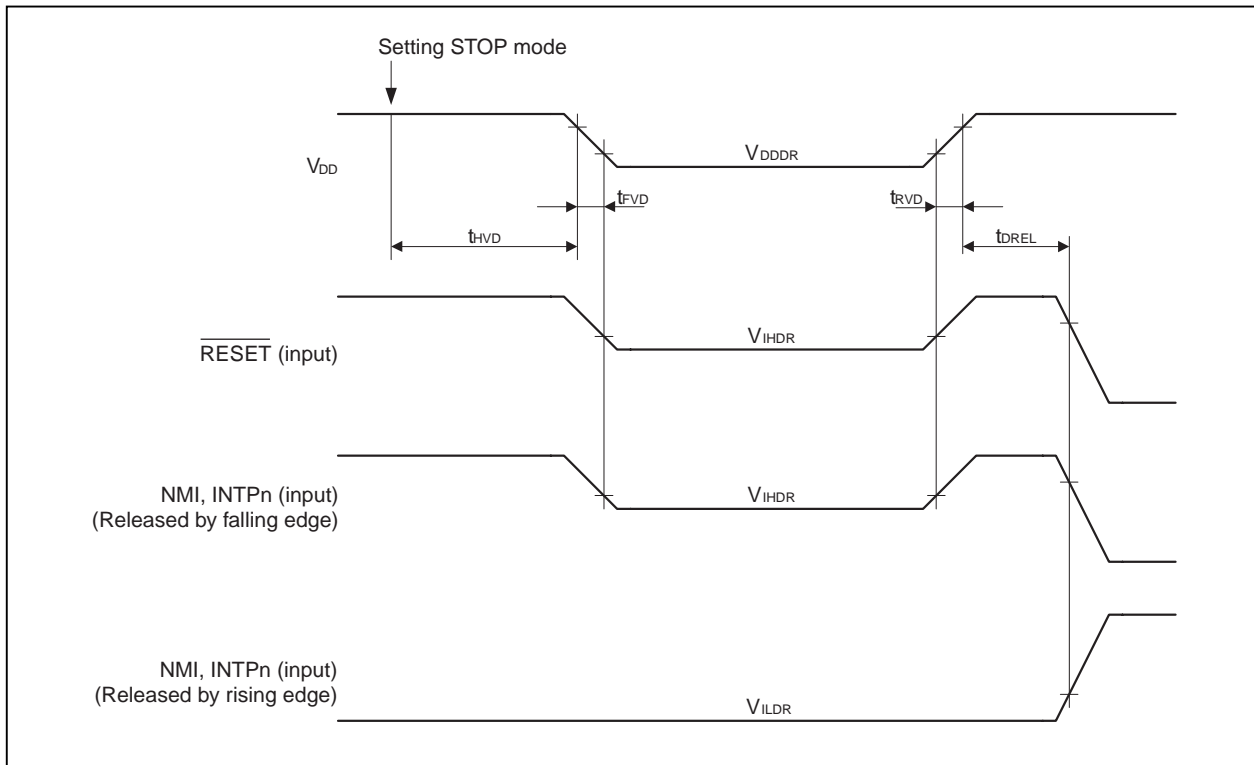 Setting STOP mode
VDD
VDDDR
tFVD
tRVD
tHVD
tDREL
RESET (input)
VIHDR
NMI, INTPn (input)
(Released by falling edge)
VIHDR
NMI, INTPn (input)
(Released by rising edge)
VILDR